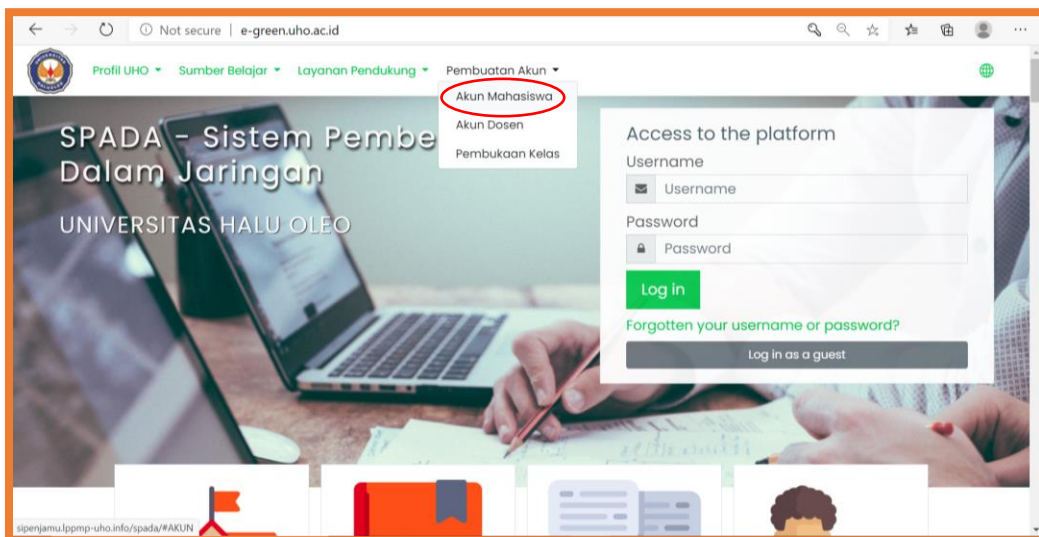 Not secure | e-green.uho.ac.id
Profil UHO Sumber Belajar Layanan Pendukung Pembuatan Akun
Akun Mahasiswa
Akun Dosen
Pembukaan Kelas
SPADA - Sistem Pembe
Dalam Jaringan
UNIVERSITAS HALU OLEO
Access to the platform
Username
Username
Password
Password
Log in
Forgotten your username or password?
Log in as a guest
sipenjamu.lppmp-uho.info/spada/#AKUN